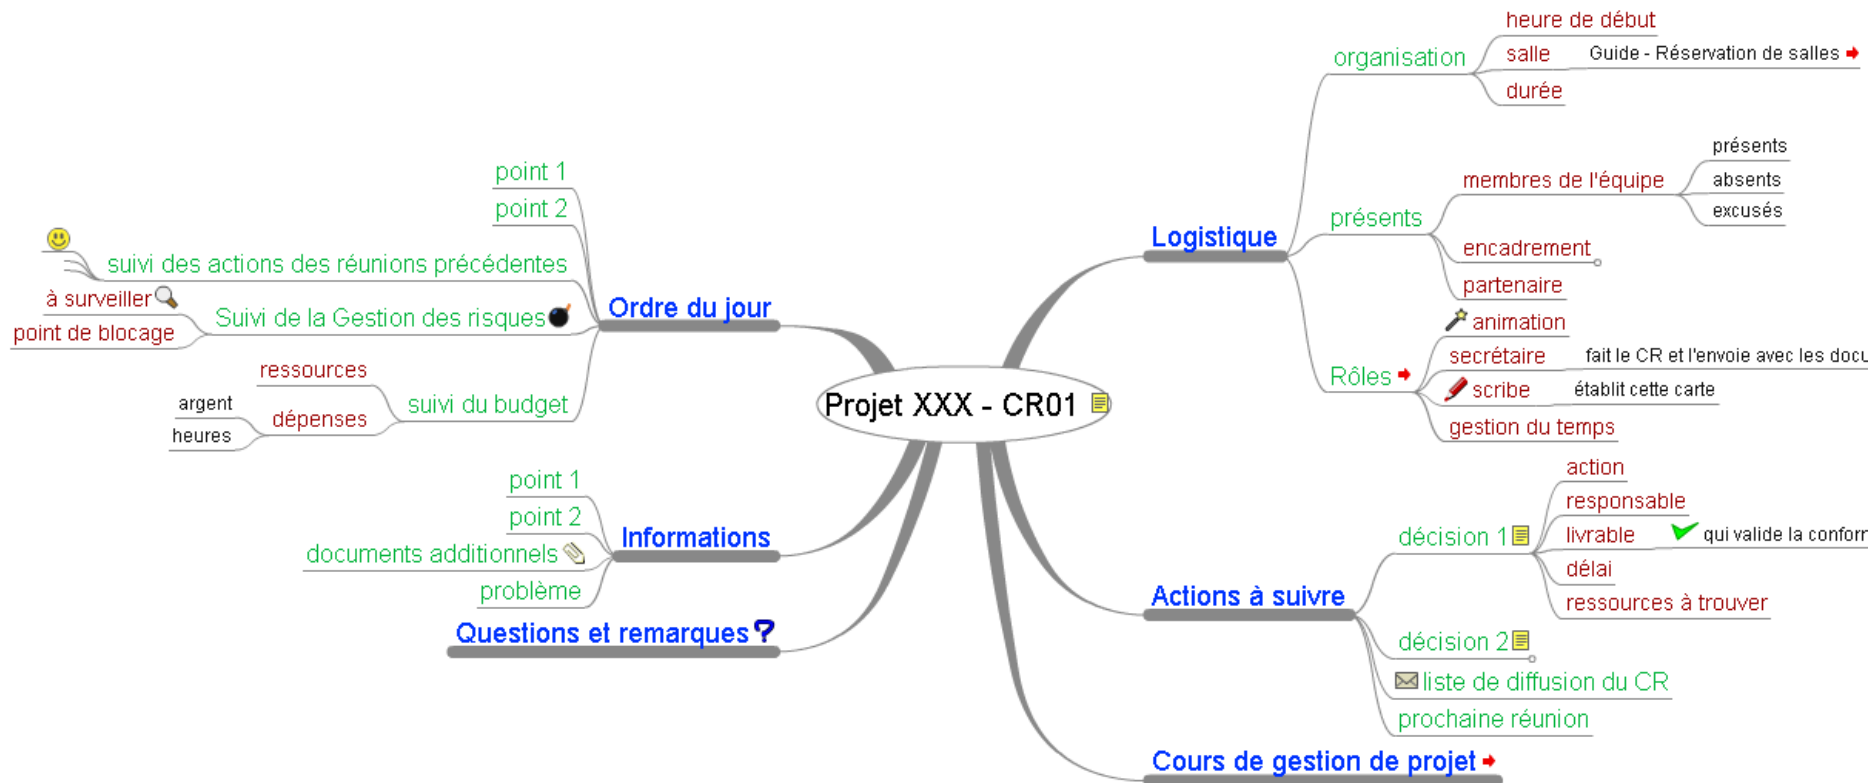 Projet XXX - CR01
Logistique
organisation
heure de début
salle
Guide - Réservation de salles
durée
présents
membres de l'équipe
présents
absents
excusés
encadrement
partenaire
Rôles
animation
secrétaire
fait le CR et l'envoie avec les docu
scribe
établit cette carte
gestion du temps
Actions à suivre
décision 1
action
responsable
livrable
qui valide la conforn
délai
ressources à trouver
décision 2
liste de diffusion du CR
prochaine réunion
Cours de gestion de projet
Ordre du jour
point 1
point 2
suivi des actions des réunions précédentes
Suivi de la Gestion des risques
à surveiller
point de blocage
suivi du budget
ressources
dépenses
argent
heures
Informations
point 1
point 2
documents additionnels
problème
Questions et remarques